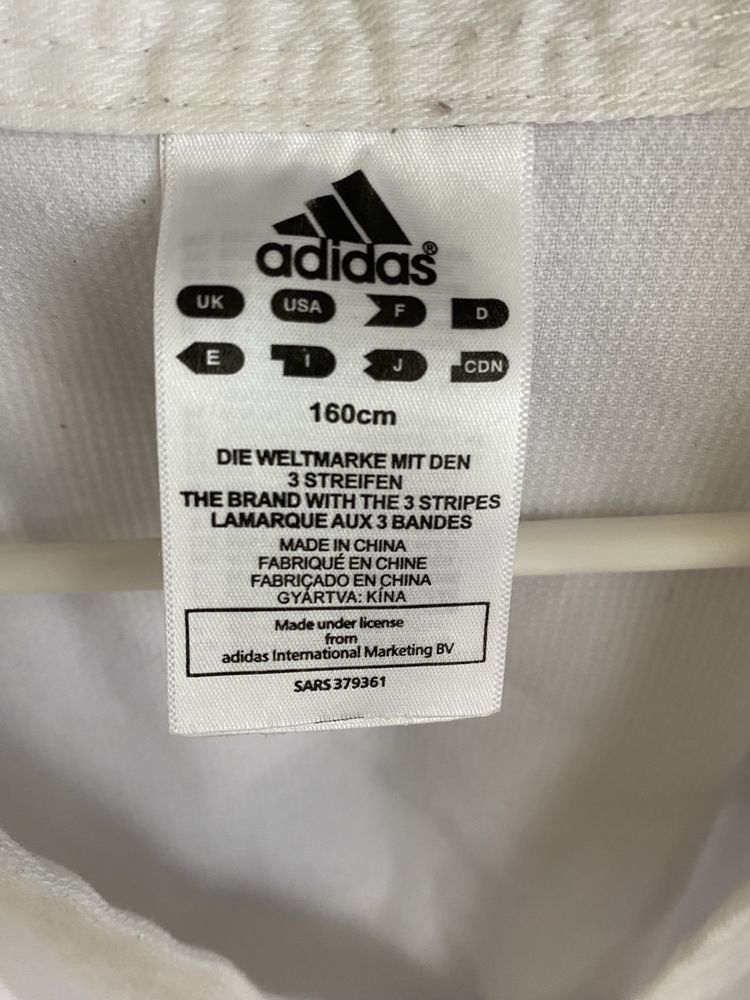 adidas®
UK USA F D
E I J CDN
160cm
DIE WELTMARKE MIT DEN
3 STREIFEN
THE BRAND WITH THE 3 STRIPES
LAMARQUE AUX 3 BANDES
MADE IN CHINA
FABRIQUÉ EN CHINE
FABRICADO EN CHINA
GYÁRTVA: KÍNA
Made under license
from
adidas International Marketing BV
SARS 379361